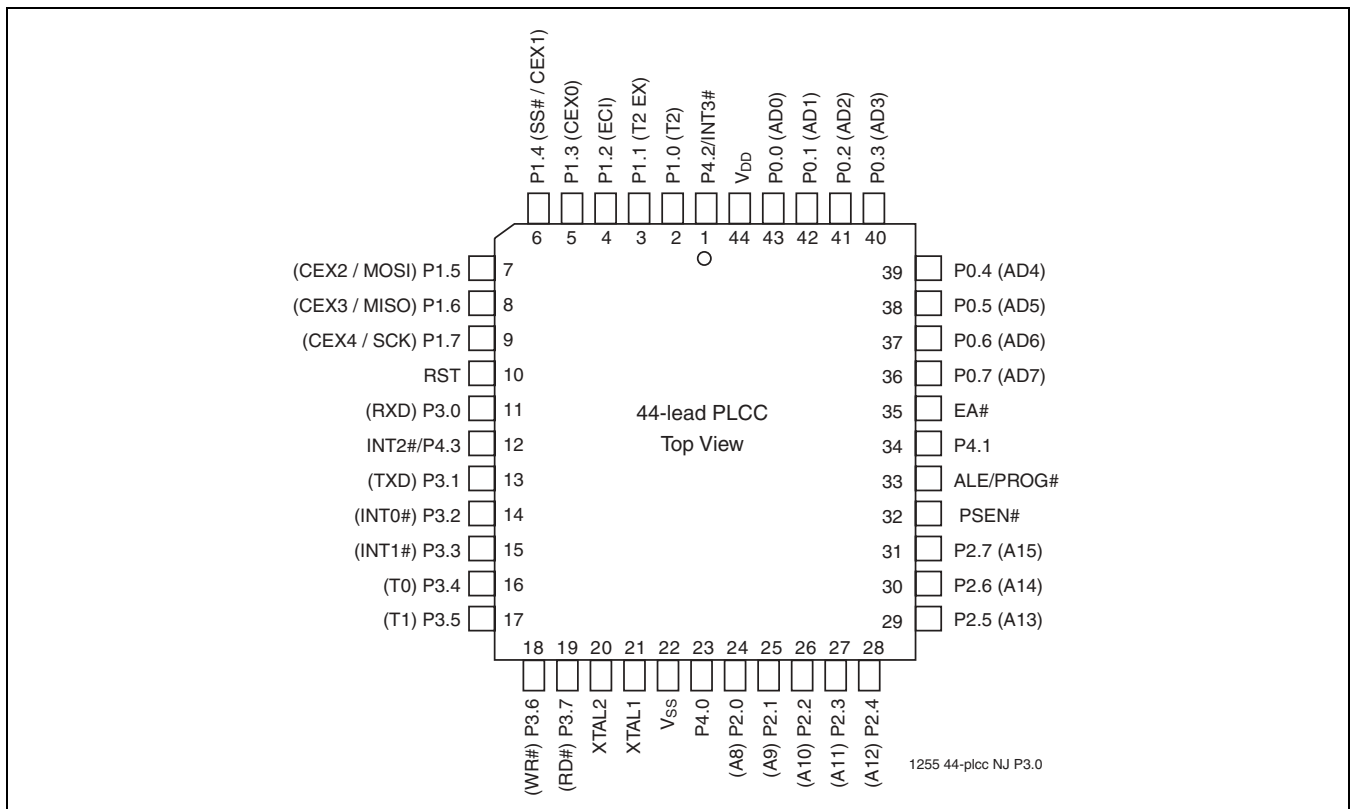 P1.4 (SS# / CEX1)
P1.3 (CEX0)
P1.2 (ECI)
P1.1 (T2 EX)
P1.0 (T2)
P4.2/INT3#
VDD
P0.0 (AD0)
P0.1 (AD1)
P0.2 (AD2)
P0.3 (AD3)
6 5 4 3 2 1 44 43 42 41 40
(CEX2 / MOSI) P1.5 7
(CEX3 / MISO) P1.6 8
(CEX4 / SCK) P1.7 9
RST 10
(RXD) P3.0 11
INT2#/P4.3 12
(TXD) P3.1 13
(INT0#) P3.2 14
(INT1#) P3.3 15
(T0) P3.4 16
(T1) P3.5 17
44-lead PLCC
Top View
39 P0.4 (AD4)
38 P0.5 (AD5)
37 P0.6 (AD6)
36 P0.7 (AD7)
35 EA#
34 P4.1
33 ALE/PROG#
32 PSEN#
31 P2.7 (A15)
30 P2.6 (A14)
29 P2.5 (A13)
18 19 20 21 22 23 24 25 26 27 28
(WR#) P3.6
(RD#) P3.7
XTAL2
XTAL1
VSS
P4.0
(A8) P2.0
(A9) P2.1
(A10) P2.2
(A11) P2.3
(A12) P2.4
1255 44-plcc NJ P3.0